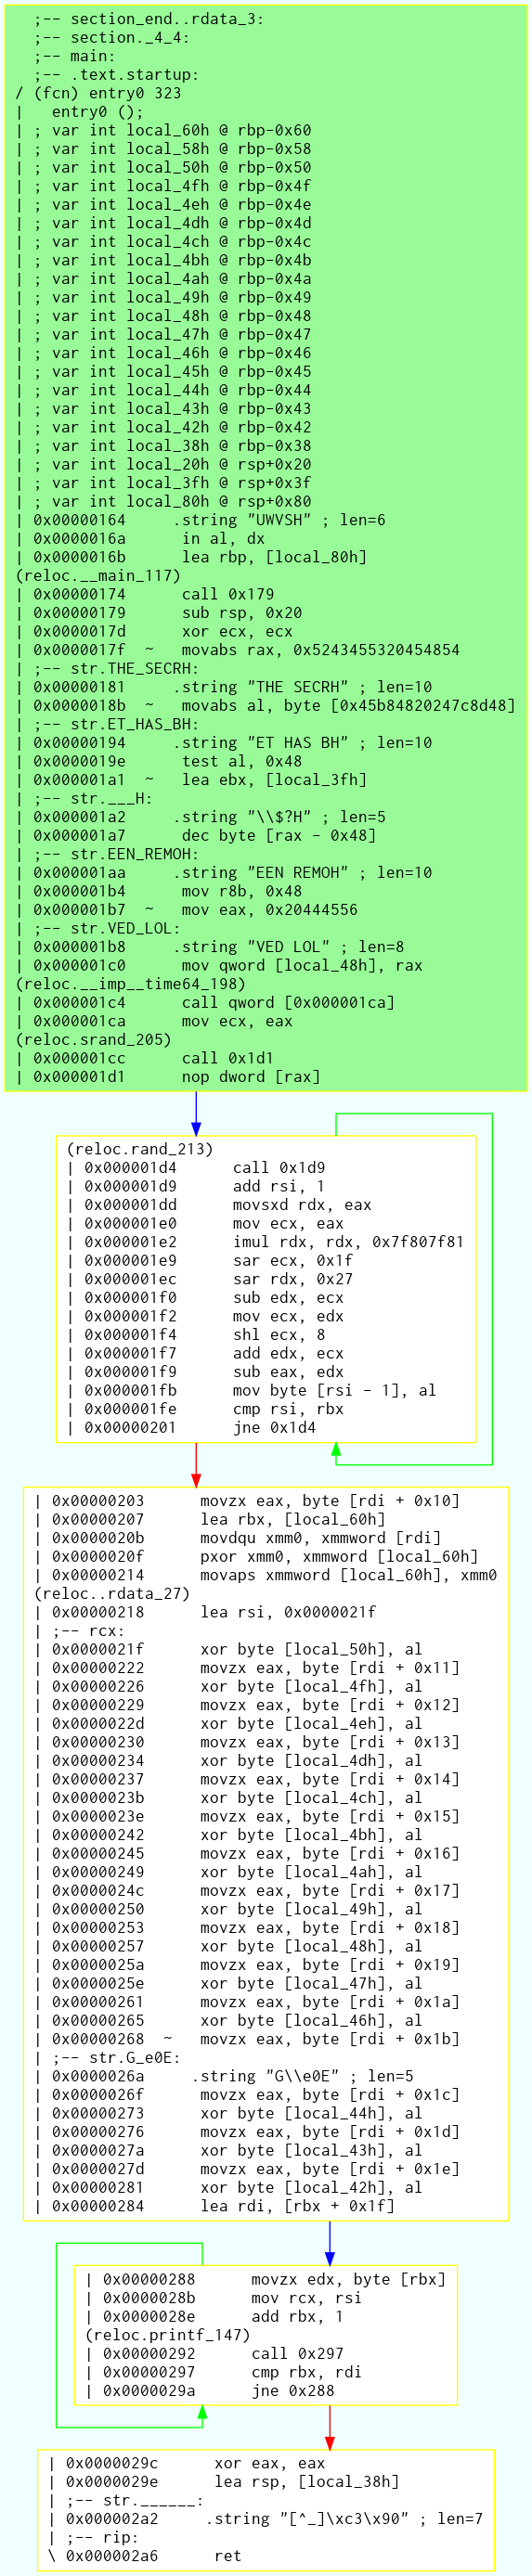 ;-- section_end..rdata_3:
;-- section._4_4:
;-- main:
;-- .text.startup:
/ (fcn) entry0 323
|   entry0 ();
| ; var int local_60h @ rbp-0x60
| ; var int local_58h @ rbp-0x58
| ; var int local_50h @ rbp-0x50
| ; var int local_4fh @ rbp-0x4f
| ; var int local_4eh @ rbp-0x4e
| ; var int local_4dh @ rbp-0x4d
| ; var int local_4ch @ rbp-0x4c
| ; var int local_4bh @ rbp-0x4b
| ; var int local_4ah @ rbp-0x4a
| ; var int local_49h @ rbp-0x49
| ; var int local_48h @ rbp-0x48
| ; var int local_47h @ rbp-0x47
| ; var int local_46h @ rbp-0x46
| ; var int local_45h @ rbp-0x45
| ; var int local_44h @ rbp-0x44
| ; var int local_43h @ rbp-0x43
| ; var int local_42h @ rbp-0x42
| ; var int local_38h @ rbp-0x38
| ; var int local_20h @ rsp+0x20
| ; var int local_3fh @ rsp+0x3f
| ; var int local_80h @ rsp+0x80
| 0x00000164     .string "UWVSH" ; len=6
| 0x0000016a      in al, dx
| 0x0000016b      lea rbp, [local_80h]
(reloc.__main_117)
| 0x00000174      call 0x179
| 0x00000179      sub rsp, 0x20
| 0x0000017d      xor ecx, ecx
| 0x0000017f  ~   movabs rax, 0x5243455320454854
| ;-- str.THE_SECRH:
| 0x00000181     .string "THE SECRH" ; len=10
| 0x0000018b  ~   movabs al, byte [0x45b84820247c8d48]
| ;-- str.ET_HAS_BH:
| 0x00000194     .string "ET HAS BH" ; len=10
| 0x0000019e      test al, 0x48
| 0x000001a1  ~   lea ebx, [local_3fh]
| ;-- str.___H:
| 0x000001a2     .string "\\$?H" ; len=5
| 0x000001a7      dec byte [rax - 0x48]
| ;-- str.EEN_REMOH:
| 0x000001aa     .string "EEN REMOH" ; len=10
| 0x000001b4      mov r8b, 0x48
| 0x000001b7  ~   mov eax, 0x20444556
| ;-- str.VED_LOL:
| 0x000001b8     .string "VED LOL" ; len=8
| 0x000001c0      mov qword [local_48h], rax
(reloc.__imp__time64_198)
| 0x000001c4      call qword [0x000001ca]
| 0x000001ca      mov ecx, eax
(reloc.srand_205)
| 0x000001cc      call 0x1d1
| 0x000001d1      nop dword [rax]
(reloc.rand_213)
| 0x000001d4      call 0x1d9
| 0x000001d9      add rsi, 1
| 0x000001dd      movsxd rdx, eax
| 0x000001e0      mov ecx, eax
| 0x000001e2      imul rdx, rdx, 0x7f807f81
| 0x000001e9      sar ecx, 0x1f
| 0x000001ec      sar rdx, 0x27
| 0x000001f0      sub edx, ecx
| 0x000001f2      mov ecx, edx
| 0x000001f4      shl ecx, 8
| 0x000001f7      add edx, ecx
| 0x000001f9      sub eax, edx
| 0x000001fb      mov byte [rsi - 1], al
| 0x000001fe      cmp rsi, rbx
| 0x00000201      jne 0x1d4
| 0x00000203      movzx eax, byte [rdi + 0x10]
| 0x00000207      lea rbx, [local_60h]
| 0x0000020b      movdqu xmm0, xmmword [rdi]
| 0x0000020f      pxor xmm0, xmmword [local_60h]
| 0x00000214      movaps xmmword [local_60h], xmm0
(reloc..rdata_27)
| 0x00000218      lea rsi, 0x0000021f
| ;-- rcx:
| 0x0000021f      xor byte [local_50h], al
| 0x00000222      movzx eax, byte [rdi + 0x11]
| 0x00000226      xor byte [local_4fh], al
| 0x00000229      movzx eax, byte [rdi + 0x12]
| 0x0000022d      xor byte [local_4eh], al
| 0x00000230      movzx eax, byte [rdi + 0x13]
| 0x00000234      xor byte [local_4dh], al
| 0x00000237      movzx eax, byte [rdi + 0x14]
| 0x0000023b      xor byte [local_4ch], al
| 0x0000023e      movzx eax, byte [rdi + 0x15]
| 0x00000242      xor byte [local_4bh], al
| 0x00000245      movzx eax, byte [rdi + 0x16]
| 0x00000249      xor byte [local_4ah], al
| 0x0000024c      movzx eax, byte [rdi + 0x17]
| 0x00000250      xor byte [local_49h], al
| 0x00000253      movzx eax, byte [rdi + 0x18]
| 0x00000257      xor byte [local_48h], al
| 0x0000025a      movzx eax, byte [rdi + 0x19]
| 0x0000025e      xor byte [local_47h], al
| 0x00000261      movzx eax, byte [rdi + 0x1a]
| 0x00000265      xor byte [local_46h], al
| 0x00000268  ~   movzx eax, byte [rdi + 0x1b]
| ;-- str.G_e0E:
| 0x0000026a     .string "G\\e0E" ; len=5
| 0x0000026f      movzx eax, byte [rdi + 0x1c]
| 0x00000273      xor byte [local_44h], al
| 0x00000276      movzx eax, byte [rdi + 0x1d]
| 0x0000027a      xor byte [local_43h], al
| 0x0000027d      movzx eax, byte [rdi + 0x1e]
| 0x00000281      xor byte [local_42h], al
| 0x00000284      lea rdi, [rbx + 0x1f]
| 0x00000288      movzx edx, byte [rbx]
| 0x0000028b      mov rcx, rsi
| 0x0000028e      add rbx, 1
(reloc.printf_147)
| 0x00000292      call 0x297
| 0x00000297      cmp rbx, rdi
| 0x0000029a      jne 0x288
| 0x0000029c      xor eax, eax
| 0x0000029e      lea rsp, [local_38h]
| ;-- str.______:
| 0x000002a2     .string "[^_]\xc3\x90" ; len=7
| ;-- rip:
\ 0x000002a6      ret